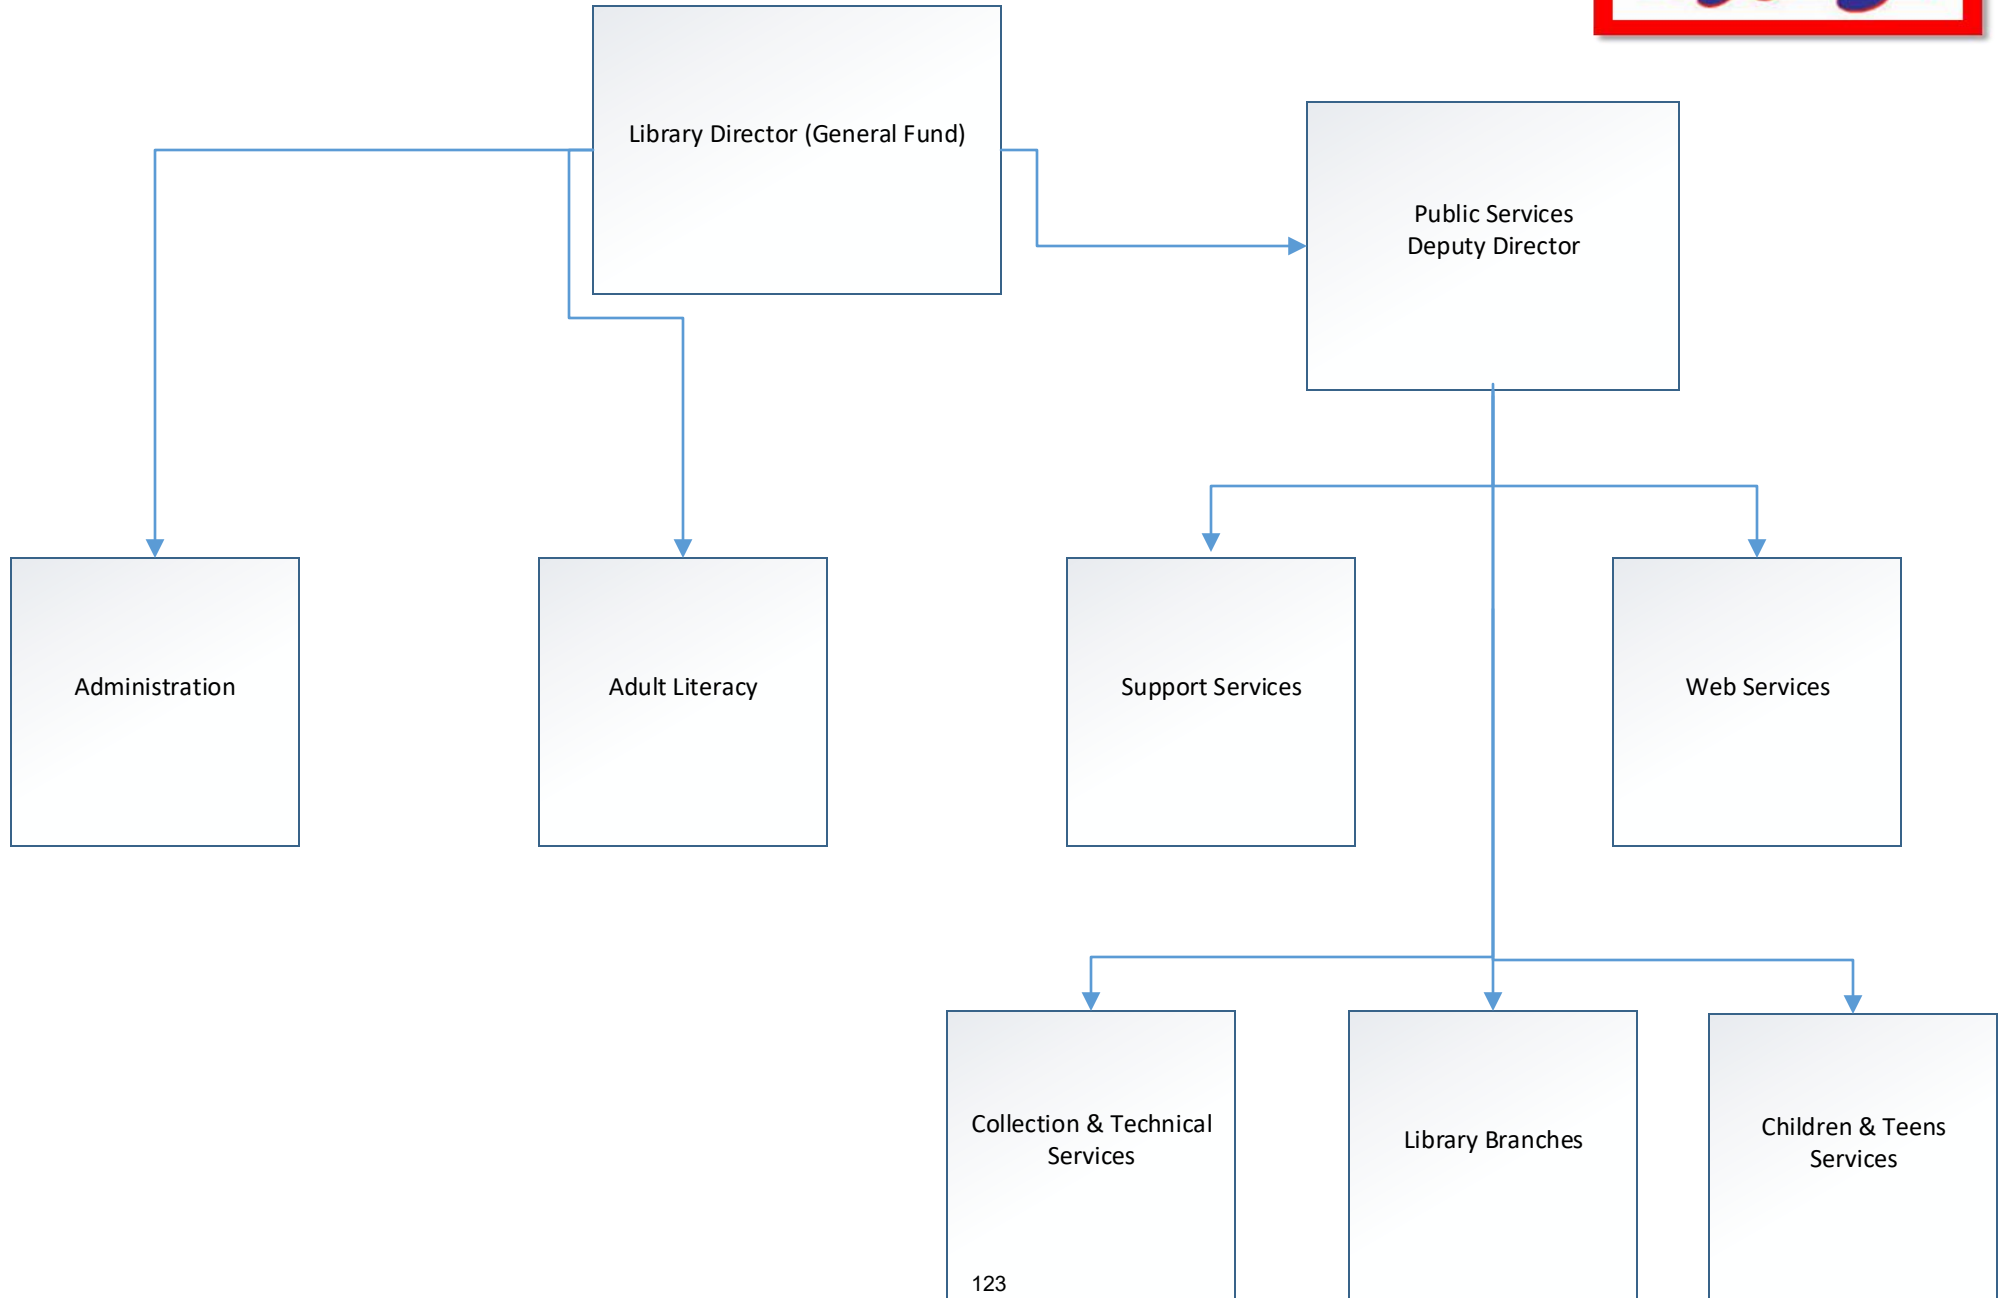 Library Director (General Fund)
Public Services
Deputy Director
Administration
Adult Literacy
Support Services
Web Services
Collection & Technical
Services
Library Branches
Children & Teens
Services
123